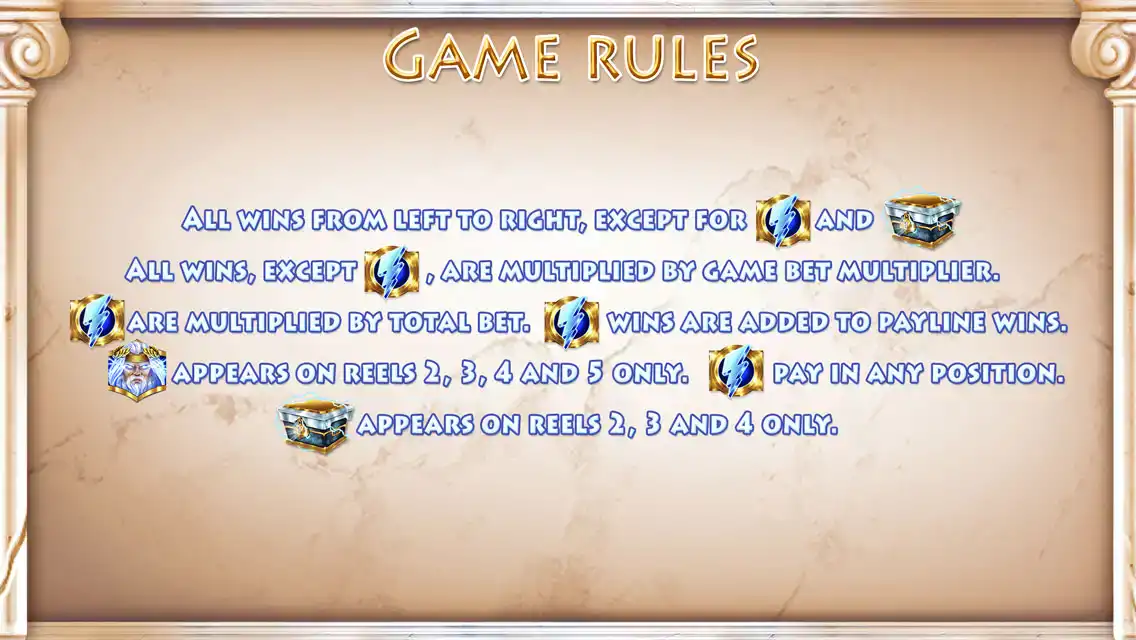 GAME RULES
ALL WINS FROM LEFT TO RIGHT, EXCEPT FOR AND
ALL WINS, EXCEPT , ARE MULTIPLIED BY GAME BET MULTIPLIER.
ARE MULTIPLIED BY TOTAL BET. WINS ARE ADDED TO PAYLINE WINS.
APPEARS ON REELS 2, 3, 4 AND 5 ONLY. PAY IN ANY POSITION.
APPEARS ON REELS 2, 3 AND 4 ONLY.